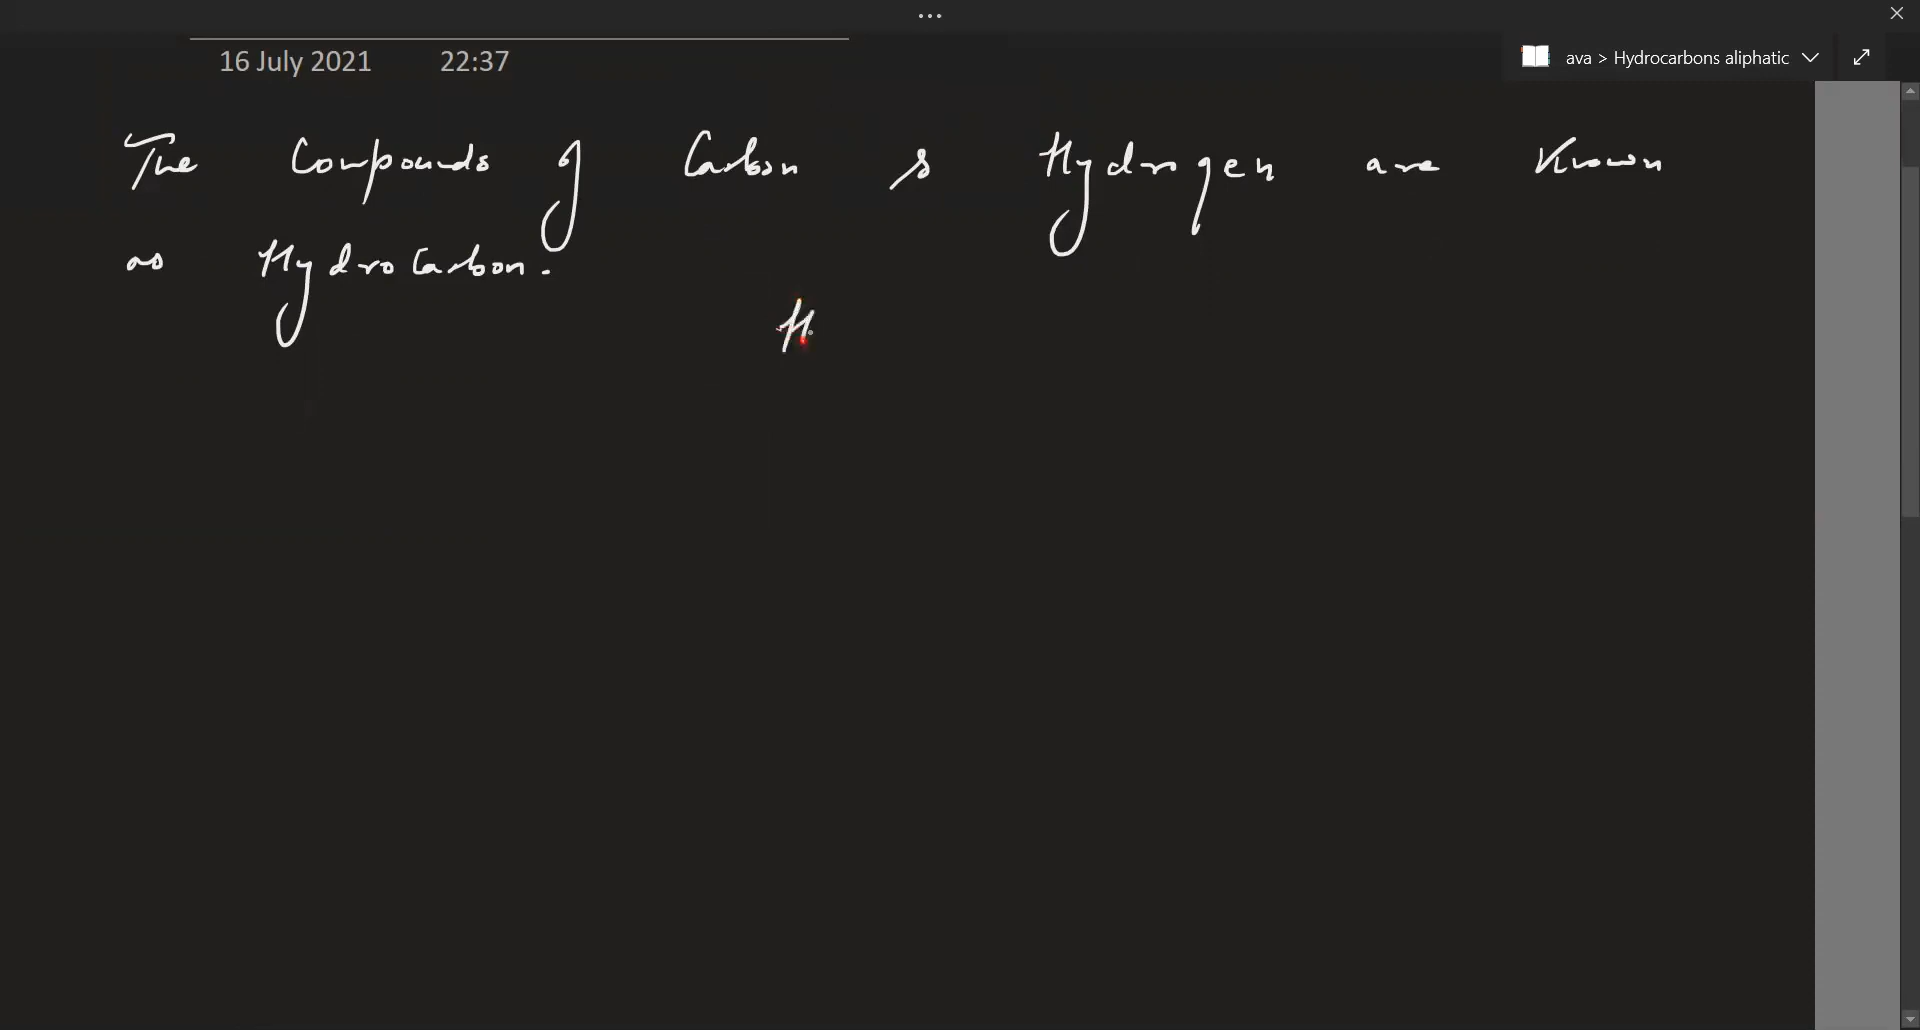 16 July 2021 22:37
ava > Hydrocarbons aliphatic
The Compounds of Carbon & Hydrogen are Known
as Hydrocarbon.
H